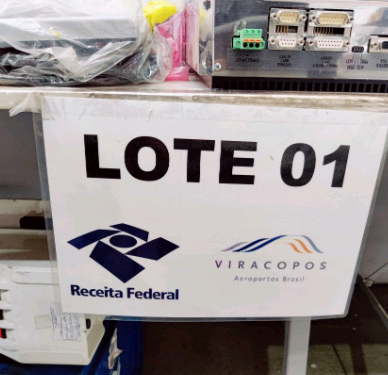 LOTE 01
Receita Federal
VIRACOPOS
Aeroportos Brasil